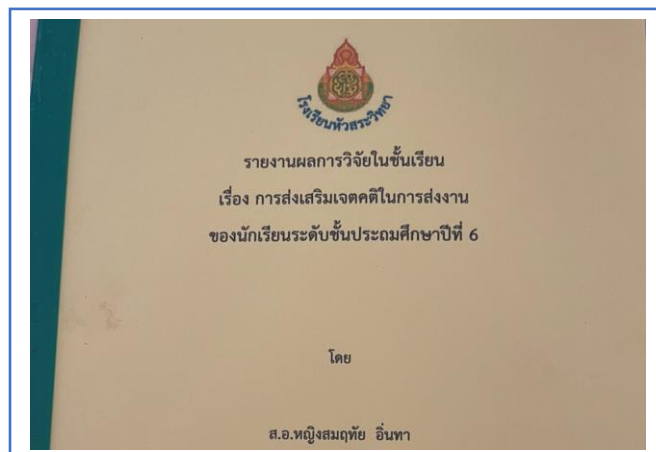 โรงเรียนหัวสระวิทยา
รายงานผลการวิจัยในชั้นเรียน
เรื่อง การส่งเสริมเจตคติในการส่งงาน
ของนักเรียนระดับชั้นประถมศึกษาปีที่ 6
โดย
ส.อ.หญิงสมฤทัย อิ่นทา